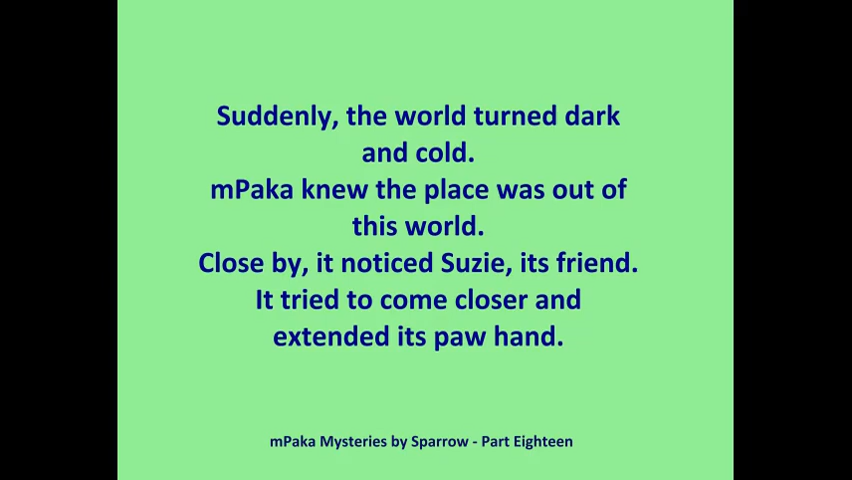 Suddenly, the world turned dark
and cold.
mPaka knew the place was out of
this world.
Close by, it noticed Suzie, its friend.
It tried to come closer and
extended its paw hand.
mPaka Mysteries by Sparrow - Part Eighteen